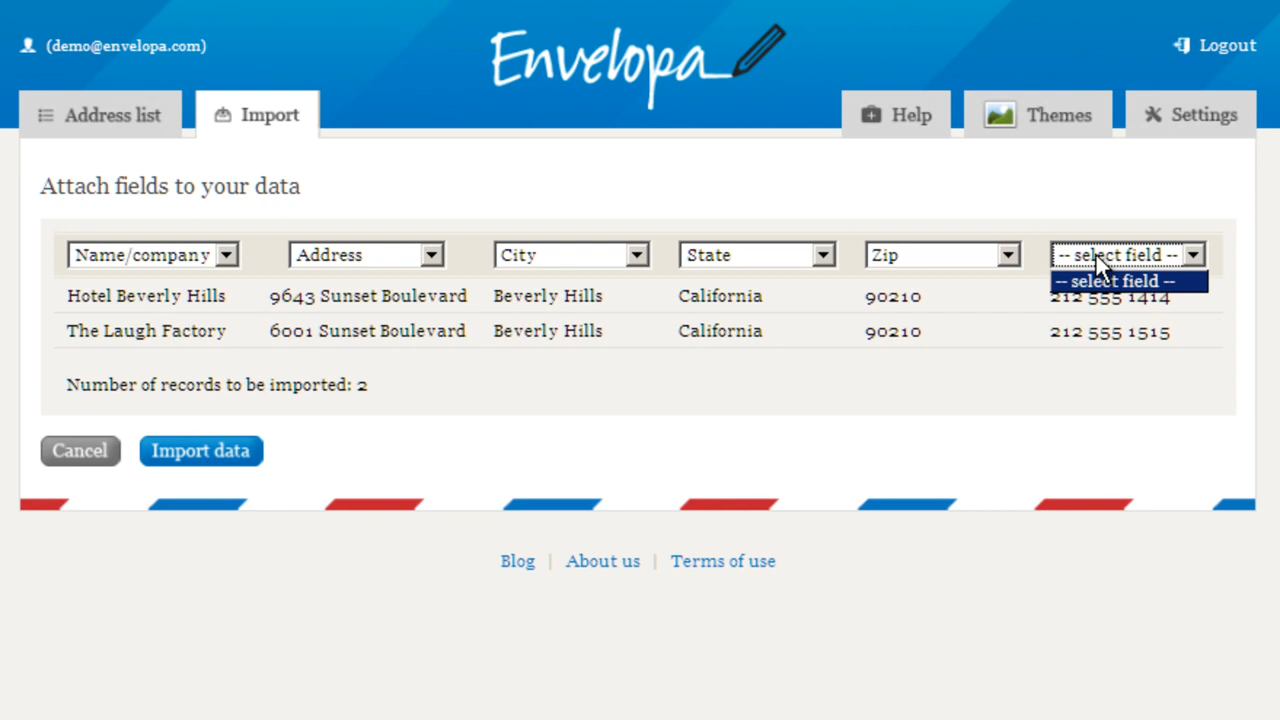 (demo@envelopa.com)
Envelopa
Logout
Address list
Import
Help
Themes
Settings
Attach fields to your data
Name/company Address City State Zip -- select field --
-- select field --
Hotel Beverly Hills 9643 Sunset Boulevard Beverly Hills California 90210 212 555 1414
The Laugh Factory 6001 Sunset Boulevard Beverly Hills California 90210 212 555 1515
Number of records to be imported: 2
Cancel Import data
Blog | About us | Terms of use